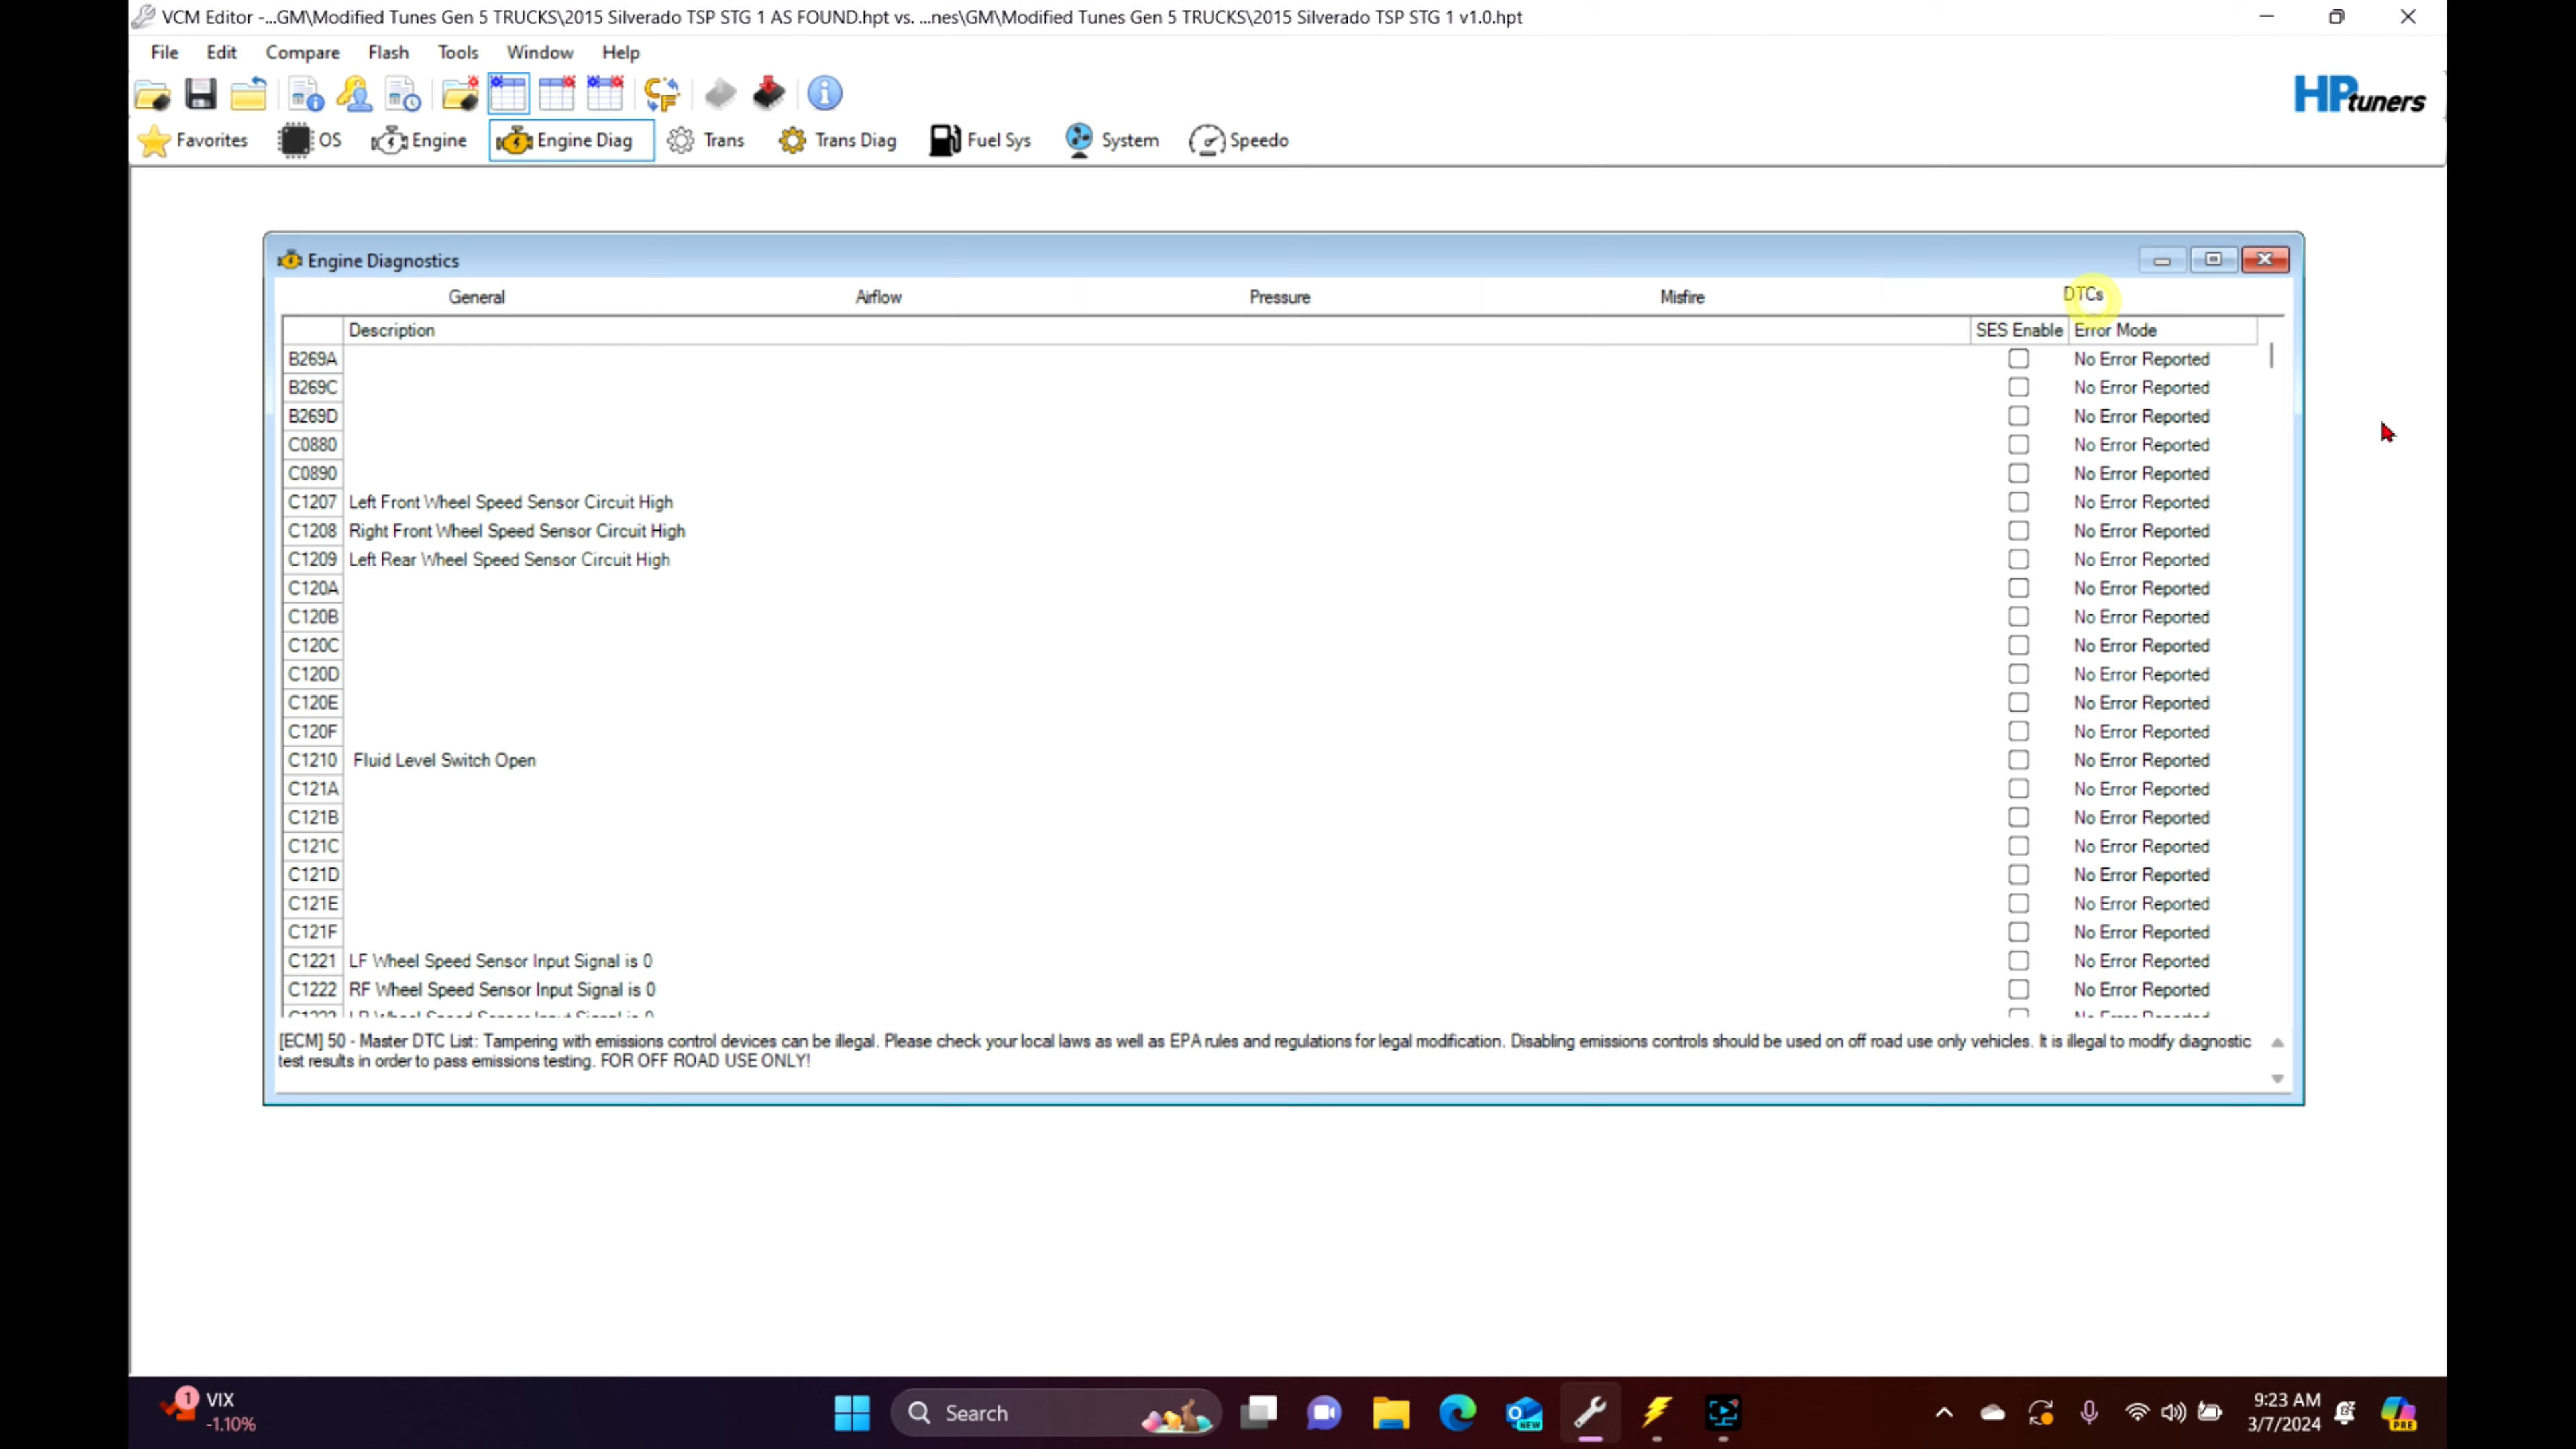 VCM Editor -...GM\Modified Tunes Gen 5 TRUCKS\2015 Silverado TSP STG 1 AS FOUND.hpt vs. ...nes\GM\Modified Tunes Gen 5 TRUCKS\2015 Silverado TSP STG 1 v1.0.hpt
File Edit Compare Flash Tools Window Help
HPtuners
Favorites OS Engine Engine Diag Trans Trans Diag Fuel Sys System Speedo
Engine Diagnostics
General Airflow Pressure Misfire DTCs
Description SES Enable Error Mode
B269A No Error Reported
B269C No Error Reported
B269D No Error Reported
C0880 No Error Reported
C0890 No Error Reported
C1207 Left Front Wheel Speed Sensor Circuit High No Error Reported
C1208 Right Front Wheel Speed Sensor Circuit High No Error Reported
C1209 Left Rear Wheel Speed Sensor Circuit High No Error Reported
C120A No Error Reported
C120B No Error Reported
C120C No Error Reported
C120D No Error Reported
C120E No Error Reported
C120F No Error Reported
C1210 Fluid Level Switch Open No Error Reported
C121A No Error Reported
C121B No Error Reported
C121C No Error Reported
C121D No Error Reported
C121E No Error Reported
C121F No Error Reported
C1221 LF Wheel Speed Sensor Input Signal is 0 No Error Reported
C1222 RF Wheel Speed Sensor Input Signal is 0 No Error Reported
[ECM] 50 - Master DTC List: Tampering with emissions control devices can be illegal. Please check your local laws as well as EPA rules and regulations for legal modification. Disabling emissions controls should be used on off road use only vehicles. It is illegal to modify diagnostic
test results in order to pass emissions testing. FOR OFF ROAD USE ONLY!
1 VIX
-1.10%
Search
NEW
9:23 AM
3/7/2024
PRE